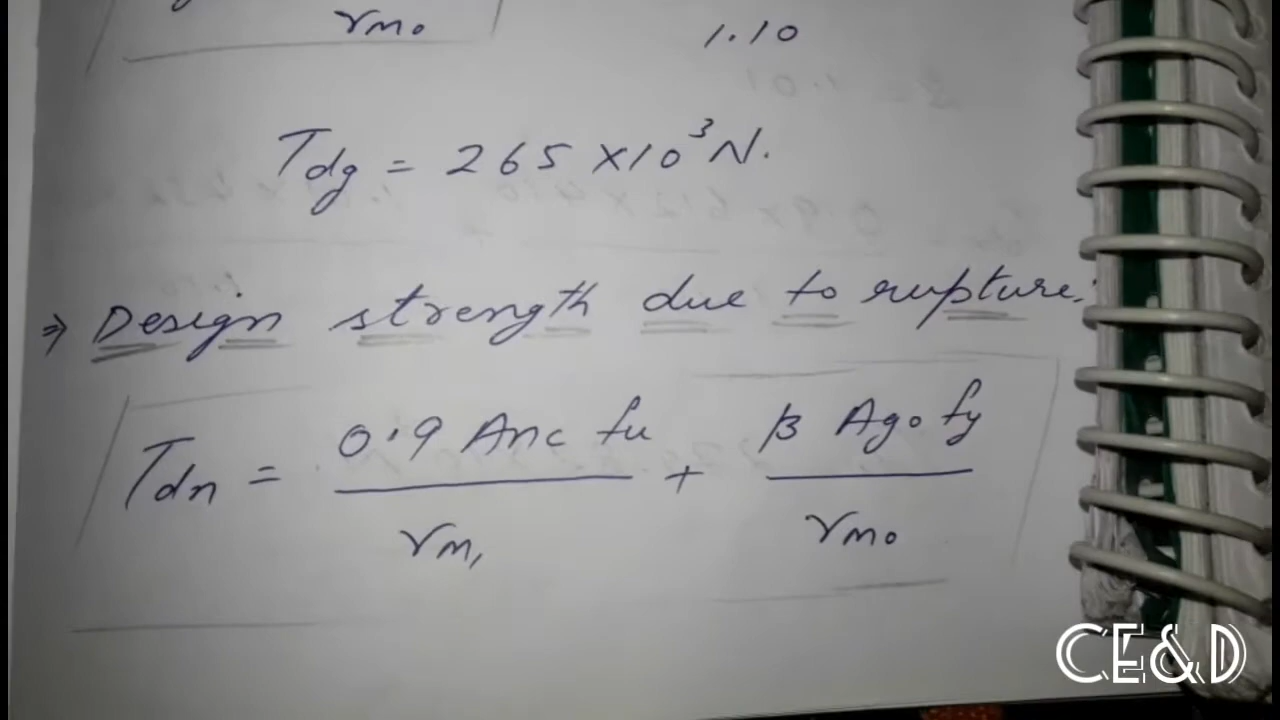 γm₀ 1.10
Tdg = 265 ×10³ N.
⇒ Design strength due to rupture:
Tdn = 0.9 Anc fu / γm₁ + β Ago fy / γm₀
CE&D